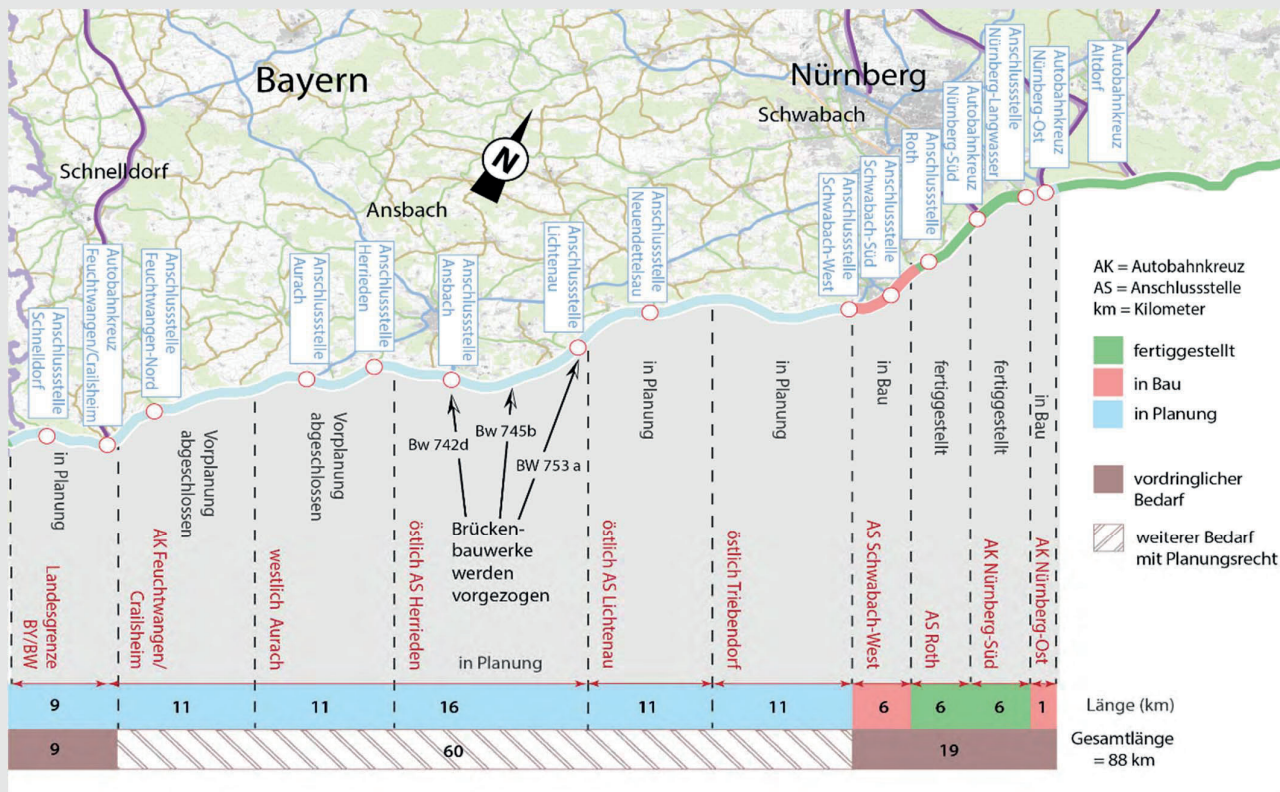 Bayern
Nürnberg
Schwabach
Schnelldorf
Ansbach
N
Anschlussstelle
Schnelldorf
Autobahnkreuz
Feuchtwangen/Crailsheim
Anschlussstelle
Feuchtwangen-Nord
Anschlussstelle
Aurach
Anschlussstelle
Herrieden
Anschlussstelle
Ansbach
Anschlussstelle
Lichtenau
Anschlussstelle
Neuendettelsau
Anschlussstelle
Schwabach-West
Anschlussstelle
Schwabach-Süd
Anschlussstelle
Roth
Autobahnkreuz
Nürnberg-Süd
Anschlussstelle
Nürnberg-Langwasser
Autobahnkreuz
Nürnberg-Ost
Autobahnkreuz
Altdorf
in Planung
Vorplanung
abgeschlossen
Vorplanung
abgeschlossen
Bw 742d
Bw 745b
BW 753 a
Brücken-
bauwerke
werden
vorgezogen
in Planung
in Planung
in Planung
in Bau
fertiggestellt
fertiggestellt
in Bau
Landesgrenze
BY/BW
AK Feuchtwangen/
Crailsheim
westlich Aurach
östlich AS Herrieden
östlich AS Lichtenau
östlich Triebendorf
AS Schwabach-West
AS Roth
AK Nürnberg-Süd
AK Nürnberg-Ost
9
11
11
16
11
11
6
6
6
1
Länge (km)
9
60
19
Gesamtlänge
= 88 km
AK = Autobahnkreuz
AS = Anschlussstelle
km = Kilometer
fertiggestellt
in Bau
in Planung
vordringlicher
Bedarf
weiterer Bedarf
mit Planungsrecht